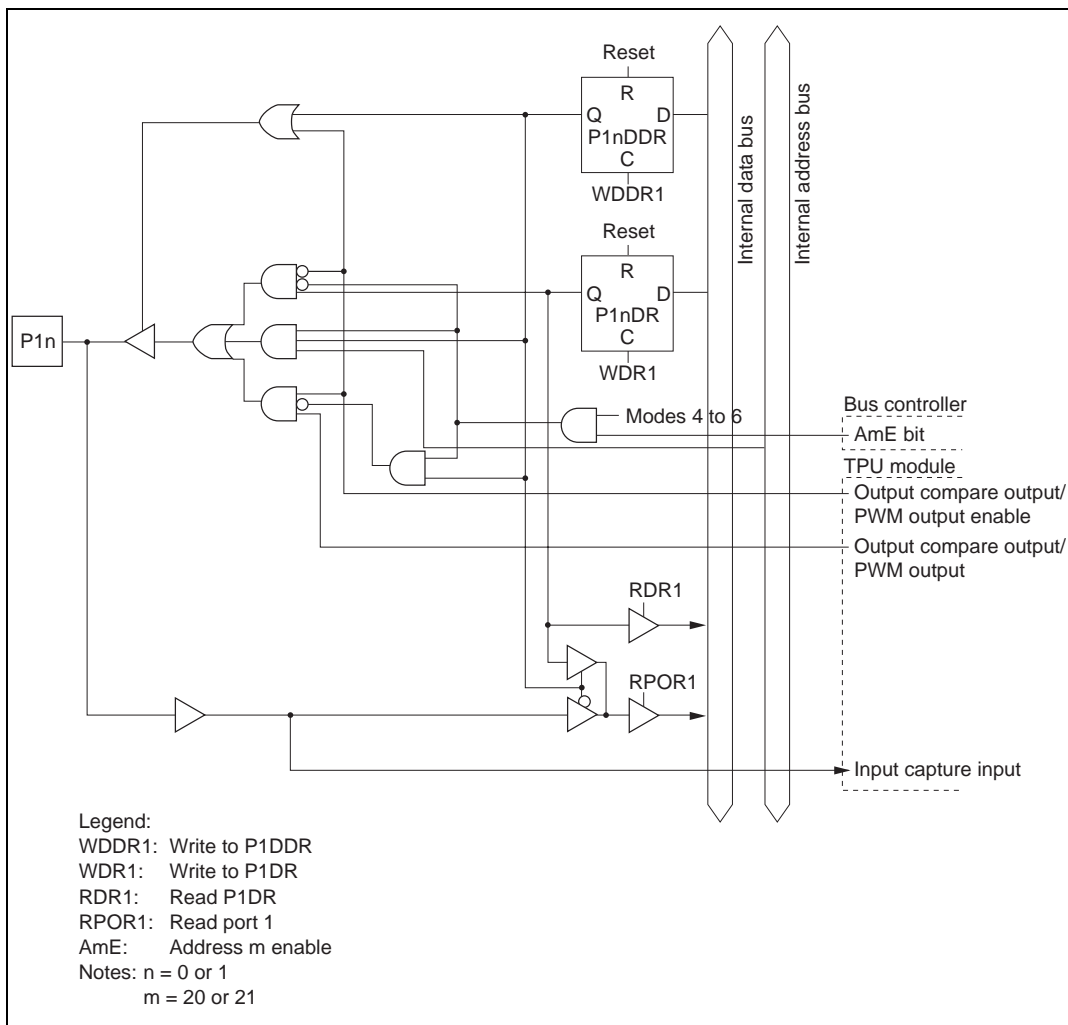 Reset
R
Q D
P1nDDR
C
WDDR1
Reset
R
Q D
P1nDR
C
WDR1
Internal data bus
Internal address bus
P1n
Modes 4 to 6
Bus controller
AmE bit
TPU module
Output compare output/
PWM output enable
Output compare output/
PWM output
RDR1
RPOR1
Input capture input
Legend:
WDDR1: Write to P1DDR
WDR1: Write to P1DR
RDR1: Read P1DR
RPOR1: Read port 1
AmE: Address m enable
Notes: n = 0 or 1
m = 20 or 21